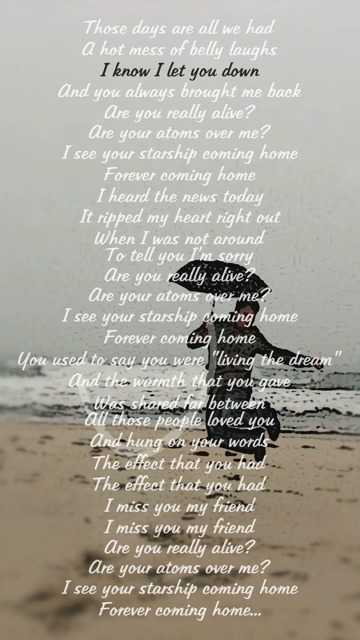 Those days are all we had
A hot mess of belly laughs
I know I let you down
And you always brought me back
Are you really alive?
Are your atoms over me?
I see your starship coming home
Forever coming home
I heard the news today
It ripped my heart right out
When I was not around
To tell you I'm sorry
Are you really alive?
Are your atoms over me?
I see your starship coming home
Forever coming home
You used to say you were "living the dream"
And the warmth that you gave
Was shared far between
All those people loved you
And hung on your words
The effect that you had
The effect that you had
I miss you my friend
I miss you my friend
Are you really alive?
Are your atoms over me?
I see your starship coming home
Forever coming home...